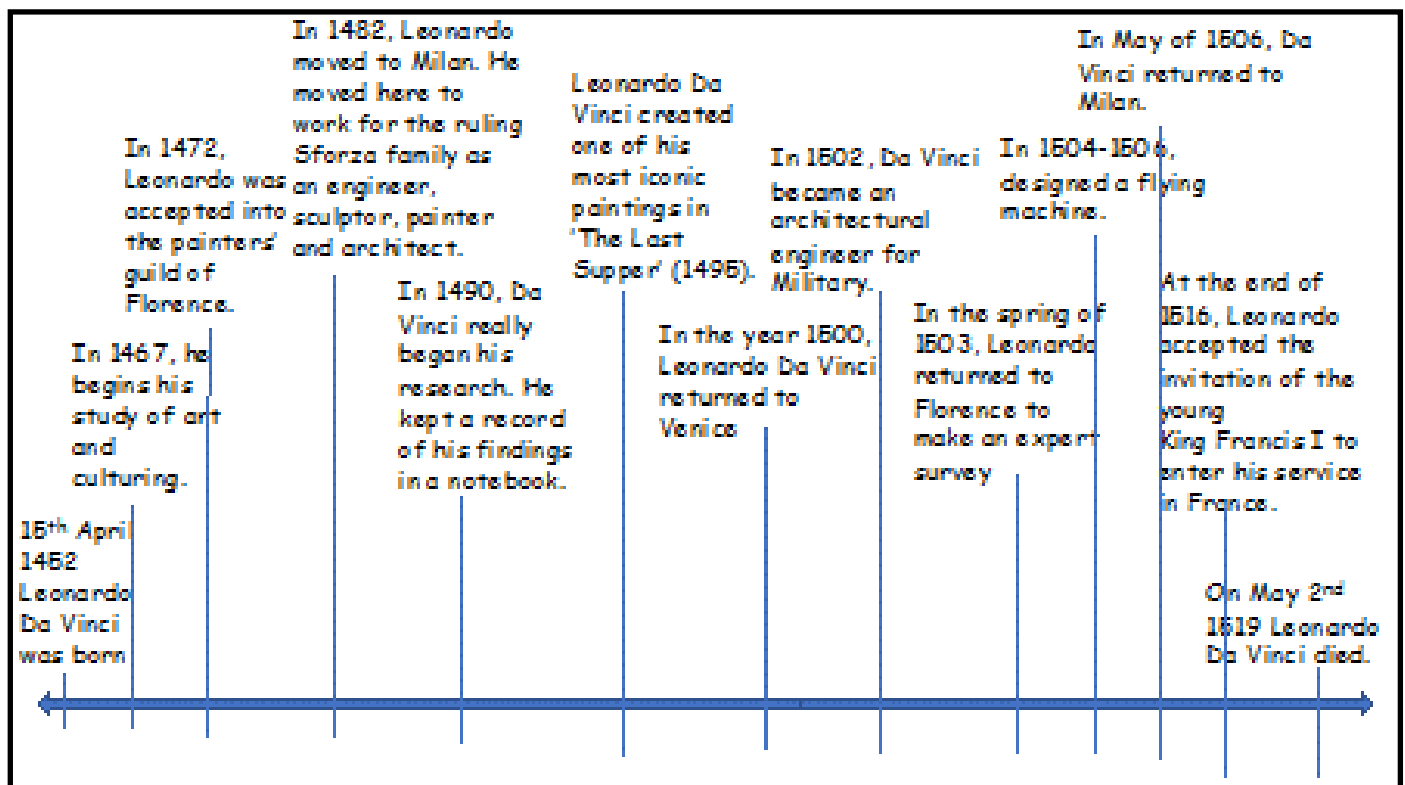 15th April
1452
Leonardo
Da Vinci
was born
In 1467, he
begins his
study of art
and
culturing.
In 1472,
Leonardo was
accepted into
the painters'
guild of
Florence.
In 1482, Leonardo
moved to Milan. He
moved here to
work for the ruling
Sforza family as
an engineer,
sculptor, painter
and architect.
In 1490, Da
Vinci really
began his
research. He
kept a record
of his findings
in a notebook.
Leonardo Da
Vinci created
one of his
most iconic
paintings in
'The Last
Supper' (1495).
In the year 1500,
Leonardo Da Vinci
returned to
Venice
In 1502, Da Vinci
became an
architectural
engineer for
Military.
In the spring of
1503, Leonardo
returned to
Florence to
make an expert
survey
In 1504-1506,
designed a flying
machine.
In May of 1506, Da
Vinci returned to
Milan.
At the end of
1516, Leonardo
accepted the
invitation of the
young
King Francis I to
enter his service
in France.
On May 2nd
1519 Leonardo
Da Vinci died.